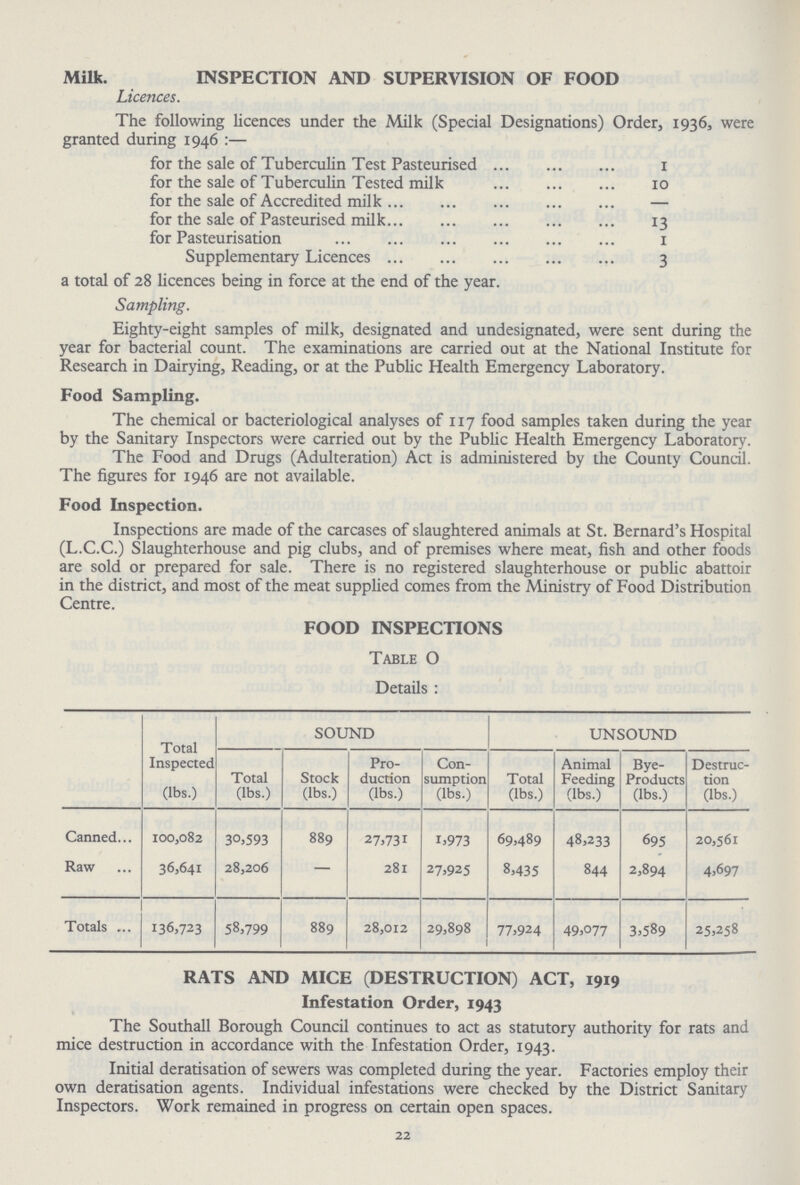 Milk. INSPECTION AND SUPERVISION OF FOOD
Licences.
The following licences under the Milk (Special Designations) Order, 1936, were
granted during 1946 :—
for the sale of Tuberculin Test Pasteurised ... ... ... 1
for the sale of Tuberculin Tested milk ... ... ... 10
for the sale of Accredited milk ... ... ... ... ... —
for the sale of Pasteurised milk... ... ... ... ... 13
for Pasteurisation ... ... ... ... ... ... 1
Supplementary Licences ... ... ... ... ... 3
a total of 28 licences being in force at the end of the year.
Sampling.
Eighty-eight samples of milk, designated and undesignated, were sent during the
year for bacterial count. The examinations are carried out at the National Institute for
Research in Dairying, Reading, or at the Public Health Emergency Laboratory.
Food Sampling.
The chemical or bacteriological analyses of 117 food samples taken during the year
by the Sanitary Inspectors were carried out by the Public Health Emergency Laboratory.
The Food and Drugs (Adulteration) Act is administered by the County Council.
The figures for 1946 are not available.
Food Inspection.
Inspections are made of the carcases of slaughtered animals at St. Bernard's Hospital
(L.C.C.) Slaughterhouse and pig clubs, and of premises where meat, fish and other foods
are sold or prepared for sale. There is no registered slaughterhouse or public abattoir
in the district, and most of the meat supplied comes from the Ministry of Food Distribution
Centre.
FOOD INSPECTIONS
TABLE O
Details :
SOUND UNSOUND
Total Inspected (lbs.) Total (lbs.) Stock (lbs.) Pro-duction (lbs.) Con-sumption (lbs.) Total (lbs.) Animal Feeding (lbs.) Bye-Products (lbs.) Destruc-tion (lbs.)
Canned... 100,082 30,593 889 27,731 1,973 69,489 48,233 695 20,561
Raw ... 36,641 28,206 — 281 27,925 8,435 844 2,894 4,697
Totals ... 136,723 58,799 889 28,012 29,898 77,924 49,077 3,589 25,258
RATS AND MICE (DESTRUCTION) ACT, 1919
Infestation Order, 1943
The Southall Borough Council continues to act as statutory authority for rats and
mice destruction in accordance with the Infestation Order, 1943.
Initial deratisation of sewers was completed during the year. Factories employ their
own deratisation agents. Individual infestations were checked by the District Sanitary
Inspectors. Work remained in progress on certain open spaces.
22